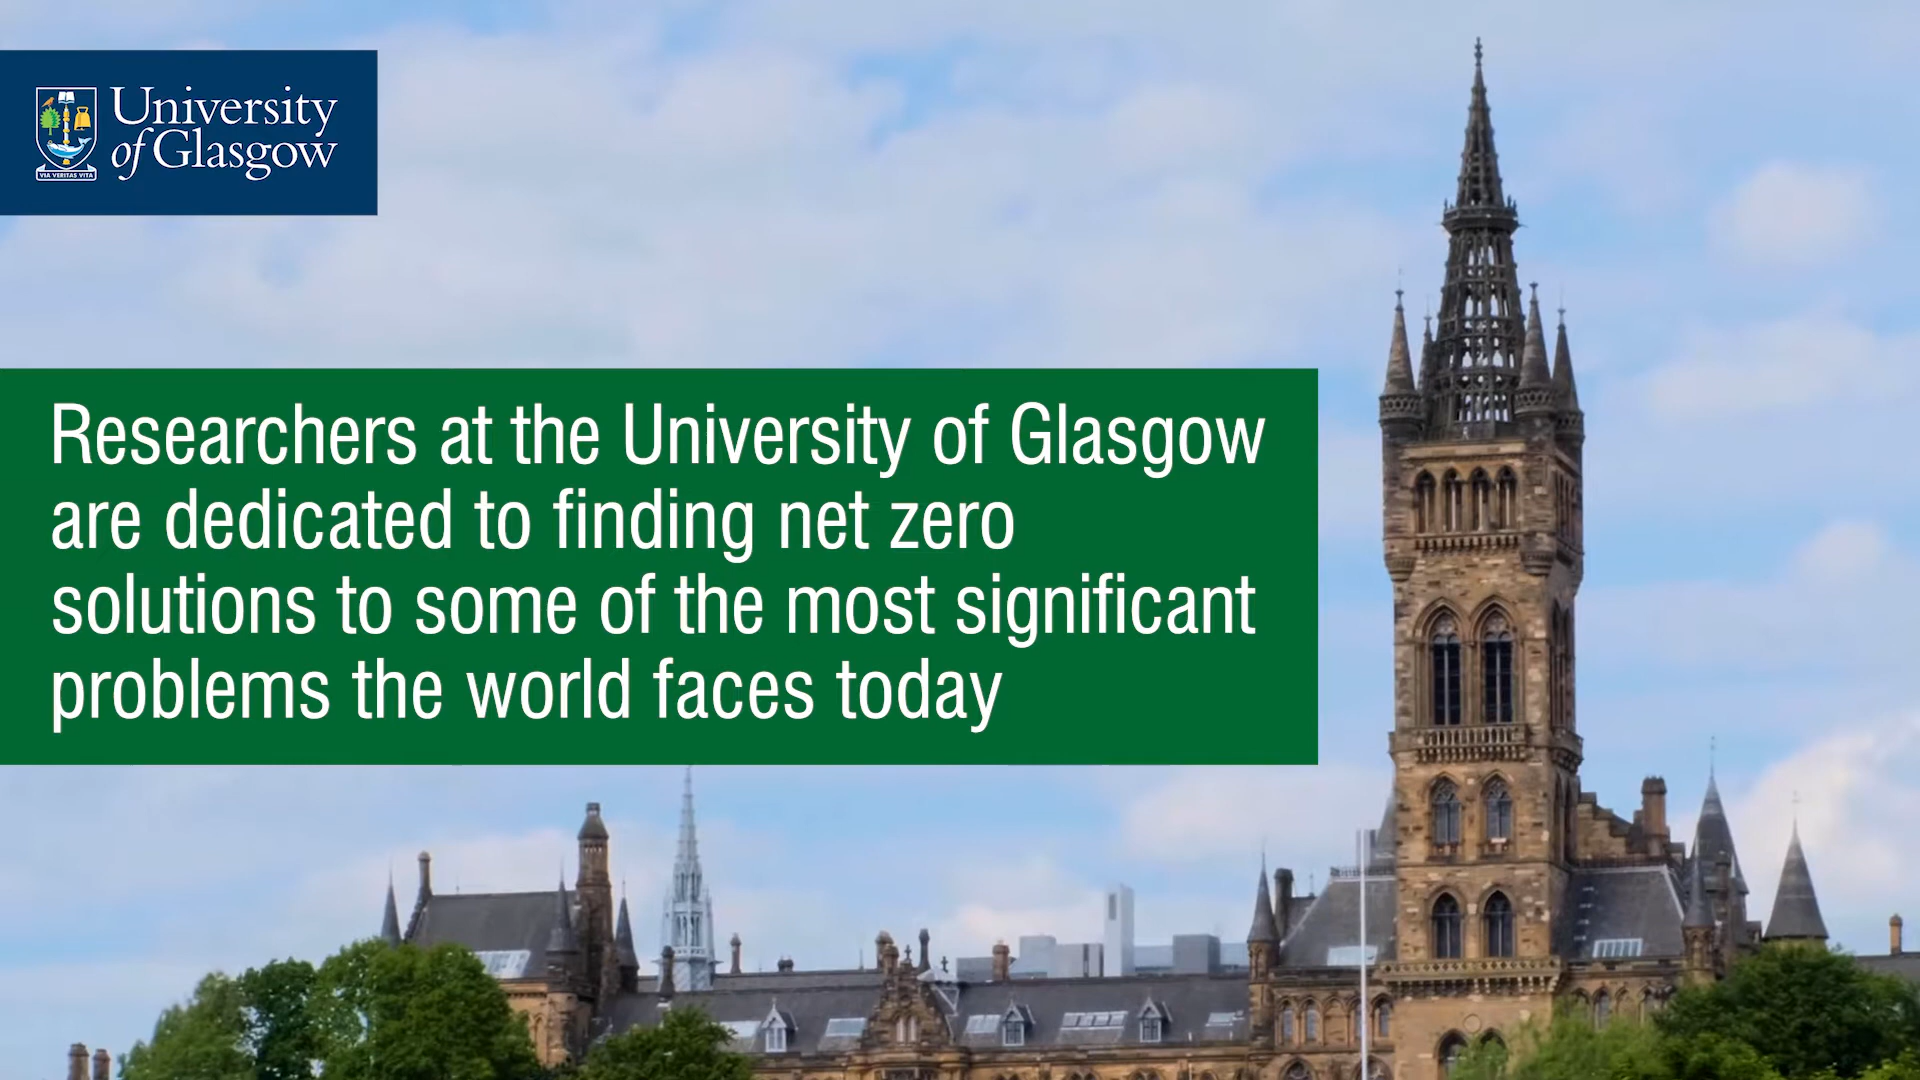 University
of Glasgow
VIA VERITAS VITA
Researchers at the University of Glasgow
are dedicated to finding net zero
solutions to some of the most significant
problems the world faces today